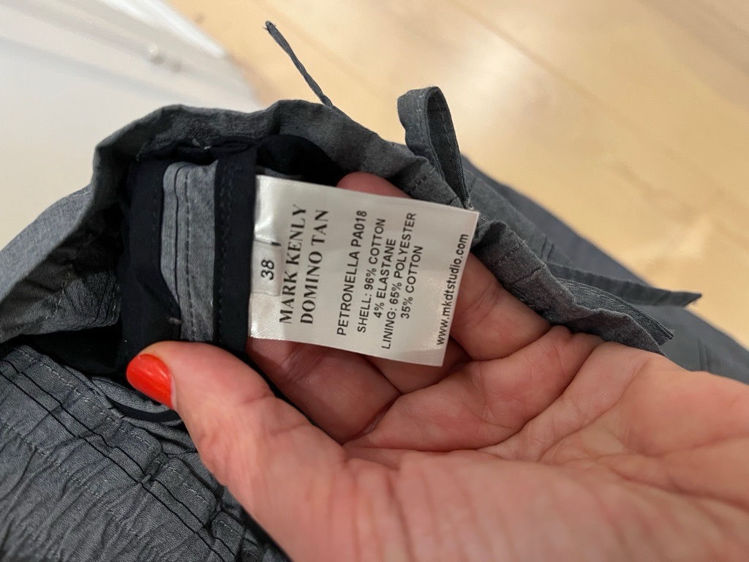 38
MARK KENLY
DOMINO TAN
PETRONELLA PA018
SHELL: 96% COTTON
4% ELASTANE
LINING: 65% POLYESTER
35% COTTON
www.mkdtstudio.com